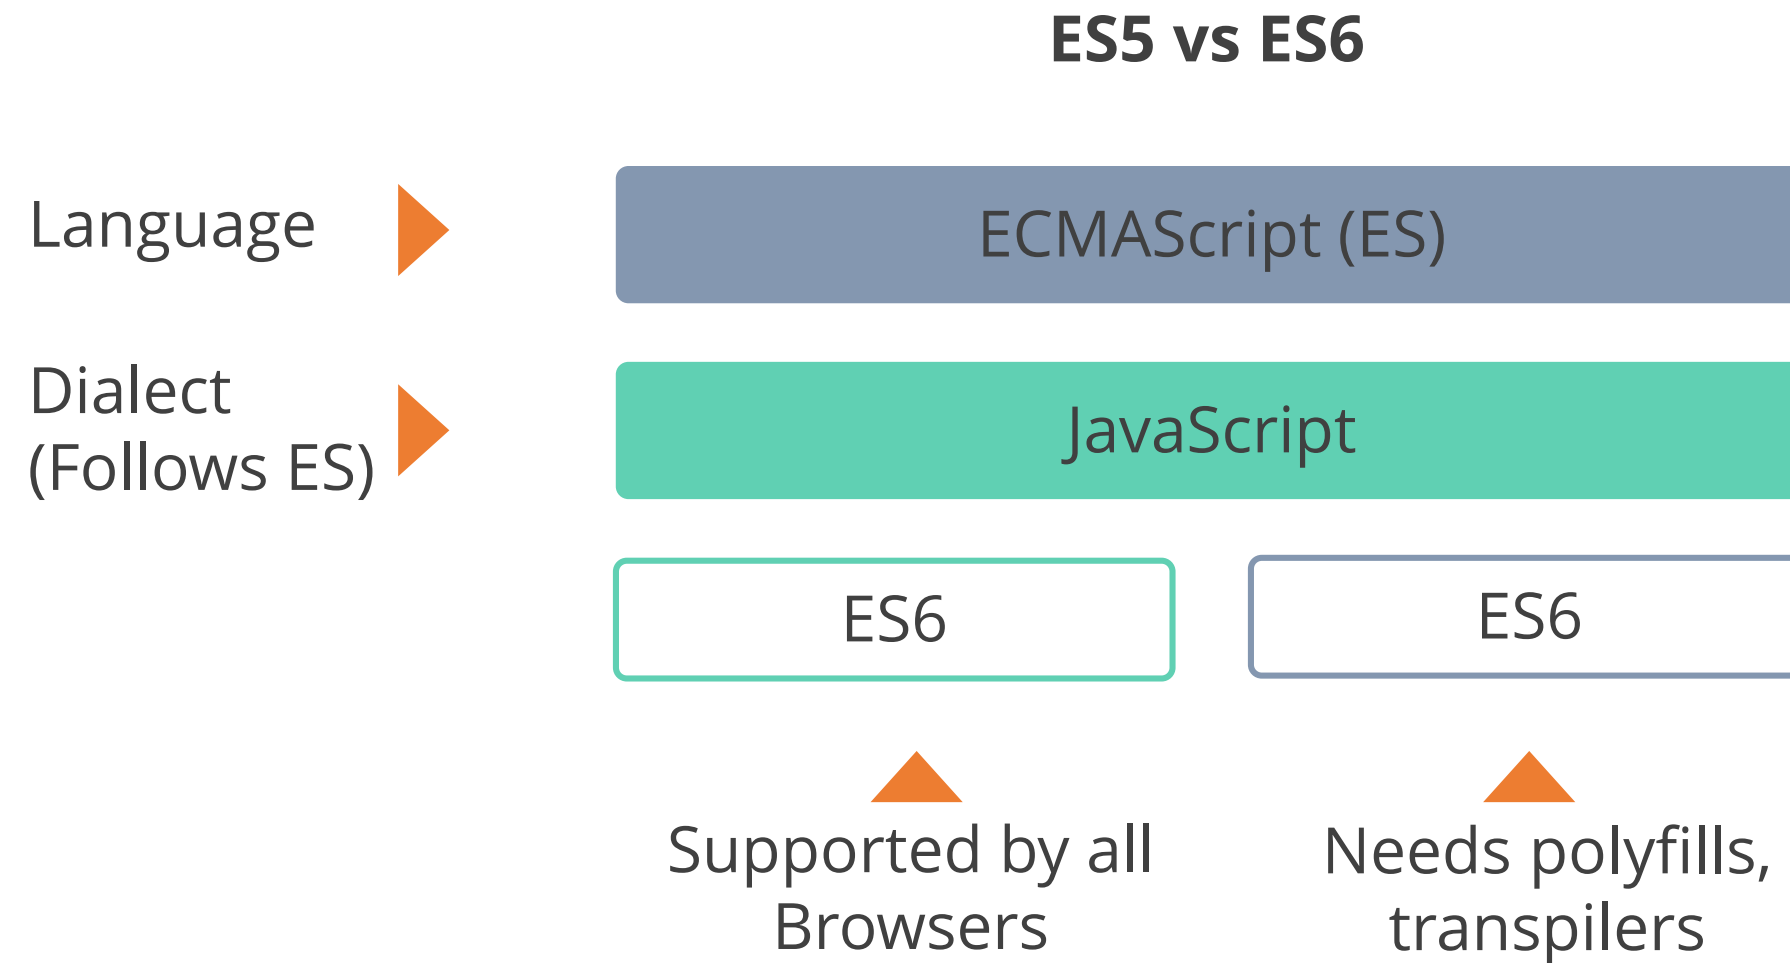 ES5 vs ES6
Language
ECMAScript (ES)
Dialect
(Follows ES)
JavaScript
ES6
ES6
Supported by all
Browsers
Needs polyfills,
transpilers